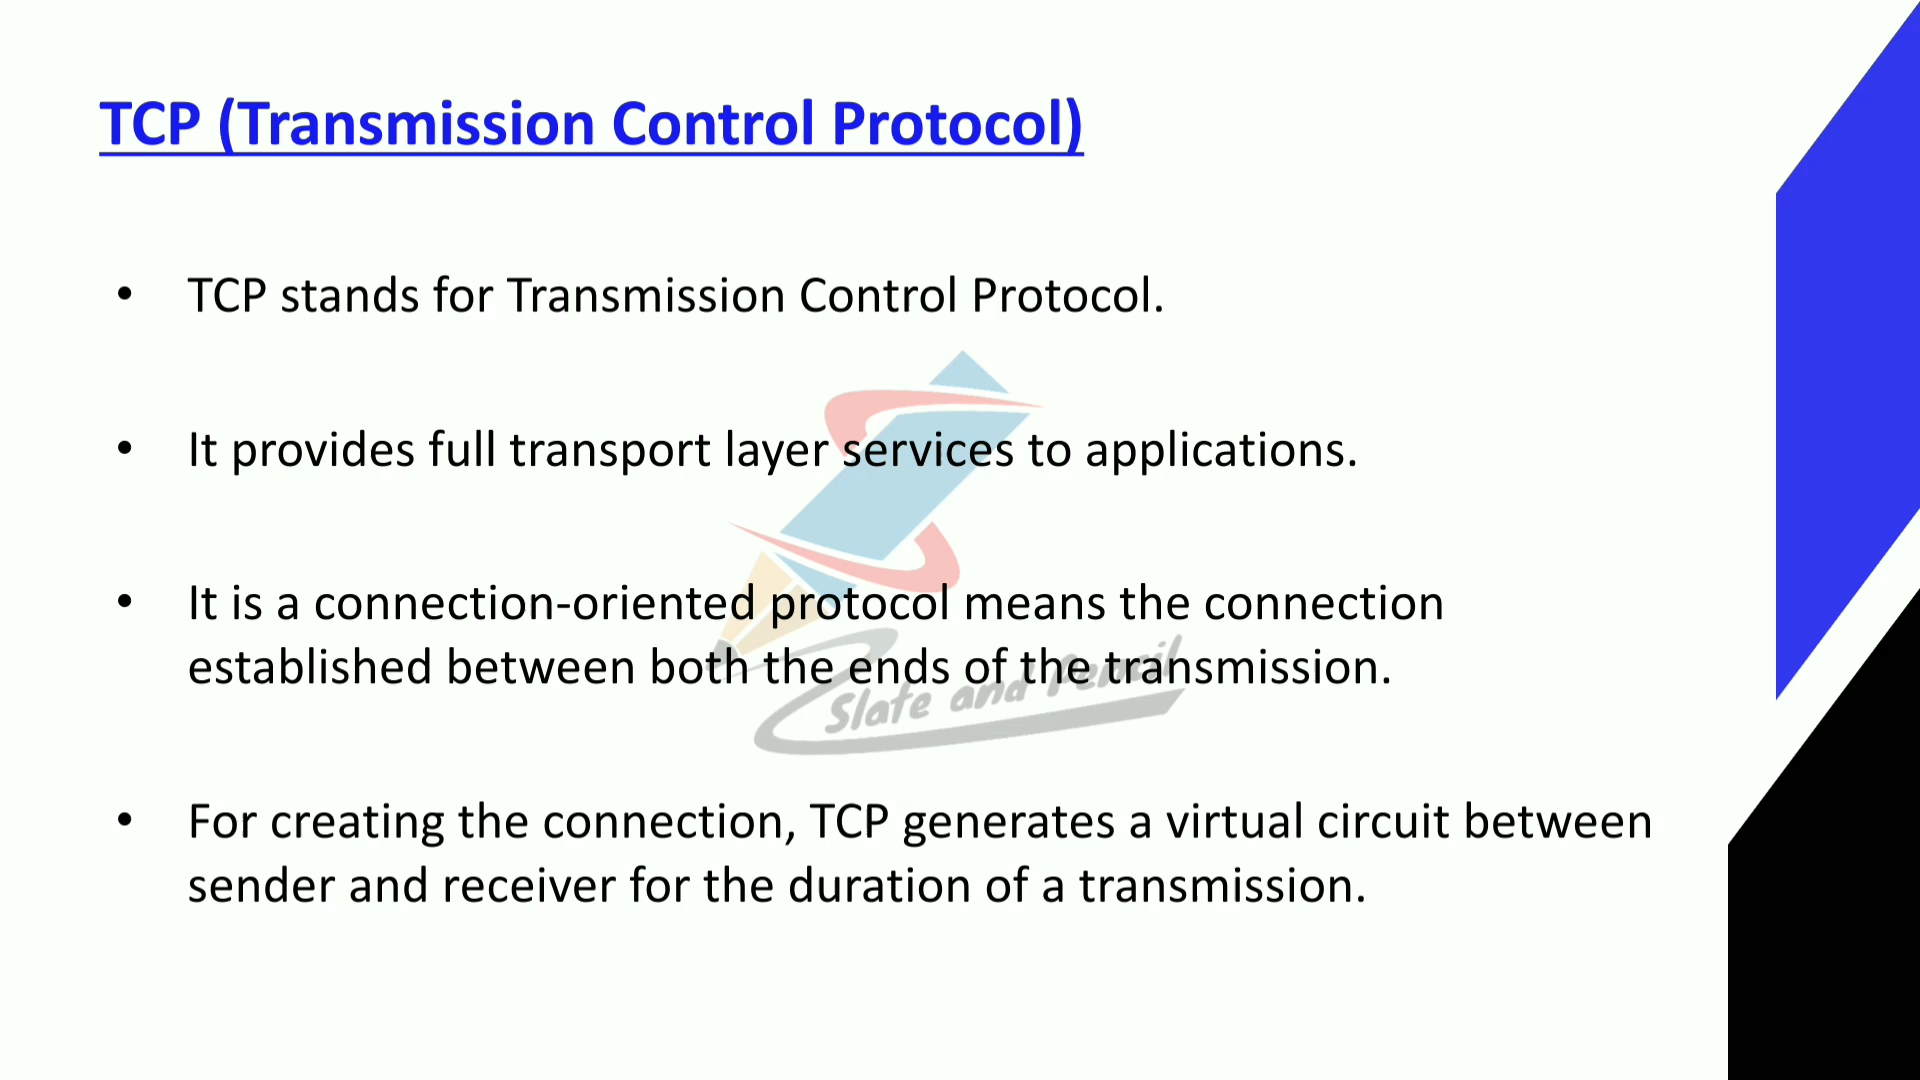 TCP (Transmission Control Protocol)
• TCP stands for Transmission Control Protocol.
• It provides full transport layer services to applications.
• It is a connection-oriented protocol means the connection
established between both the ends of the transmission.
Slate and Pencil
• For creating the connection, TCP generates a virtual circuit between
sender and receiver for the duration of a transmission.